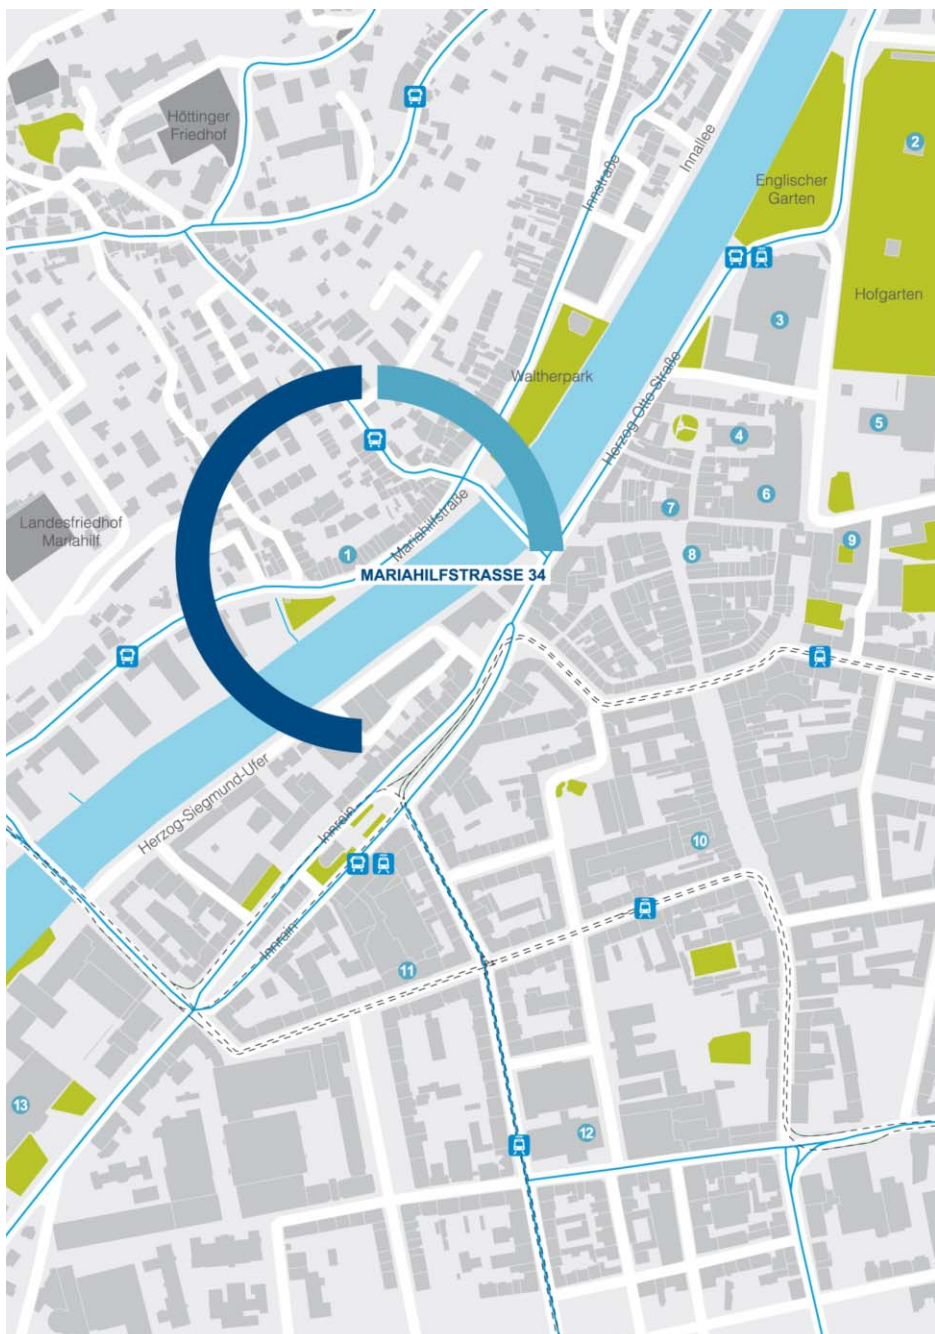 Höttinger
Friedhof
Innstraße
Innallee
2
Englischer
Garten
Hofgarten
3
Waltherpark
Herzog-Otto-Straße
5
4
6
7
Landesfriedhof
Mariahilf
Mariahilfstraße
1
8
9
MARIAHILFSTRASSE 34
Herzog-Siegmund-Ufer
Innrain
10
Innrain
11
13
12